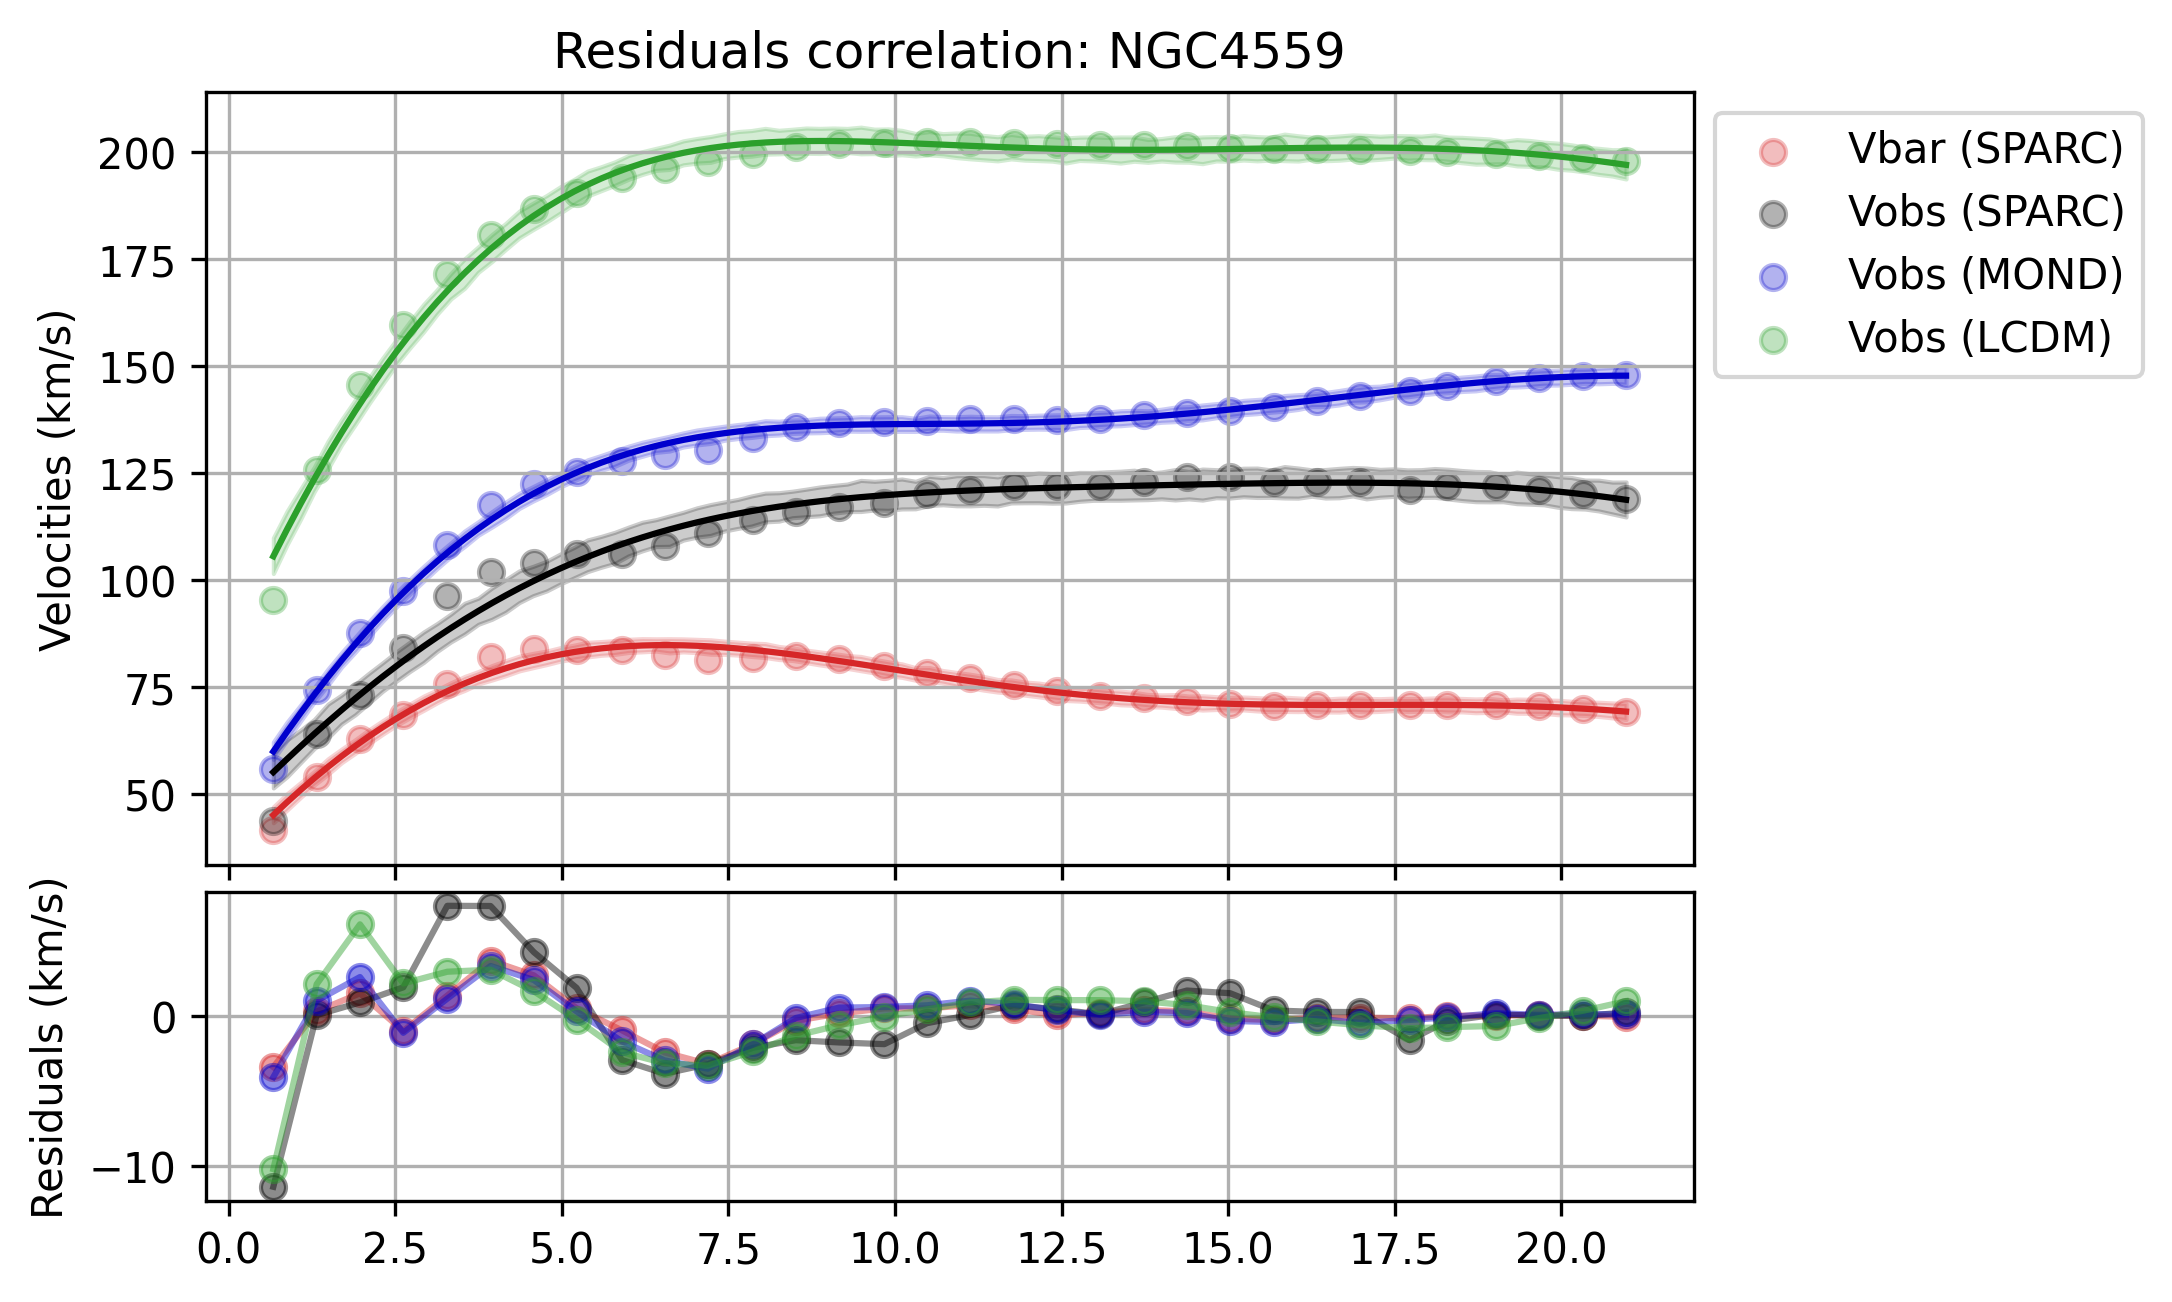 Residuals correlation: NGC4559
Velocities (km/s)
200
175
150
125
100
75
50
Vbar (SPARC)
Vobs (SPARC)
Vobs (MOND)
Vobs (LCDM)
Residuals (km/s)
0
−10
0.0 2.5 5.0 7.5 10.0 12.5 15.0 17.5 20.0